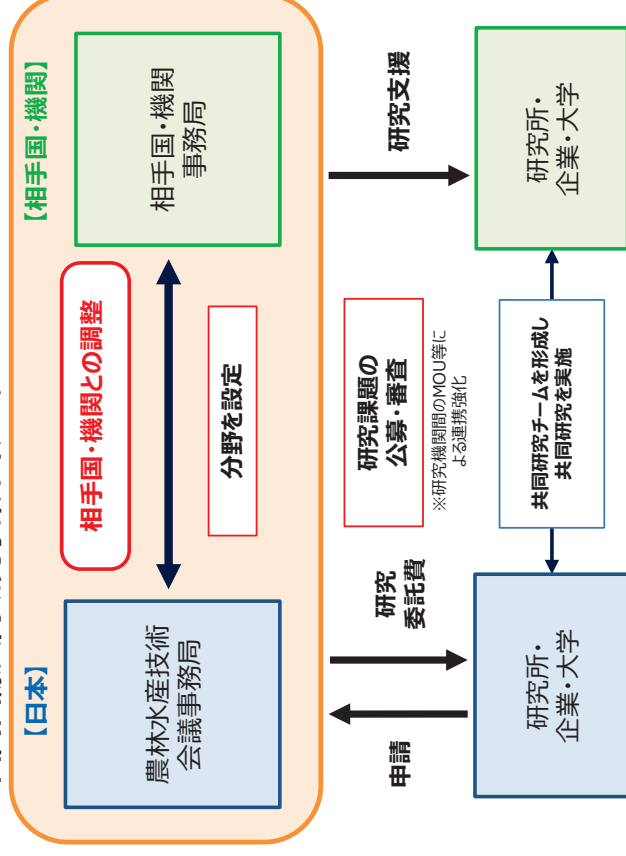 【日本】
【相手国・機関】
農林水産技術
会議事務局
相手国・機関との調整
相手国・機関
事務局
分野を設定
申請
研究
委託費
研究課題の
公募・審査
※研究機関間のMOU等に
よる連携強化
研究支援
研究所・
企業・大学
共同研究チームを形成し
共同研究を実施
研究所・
企業・大学